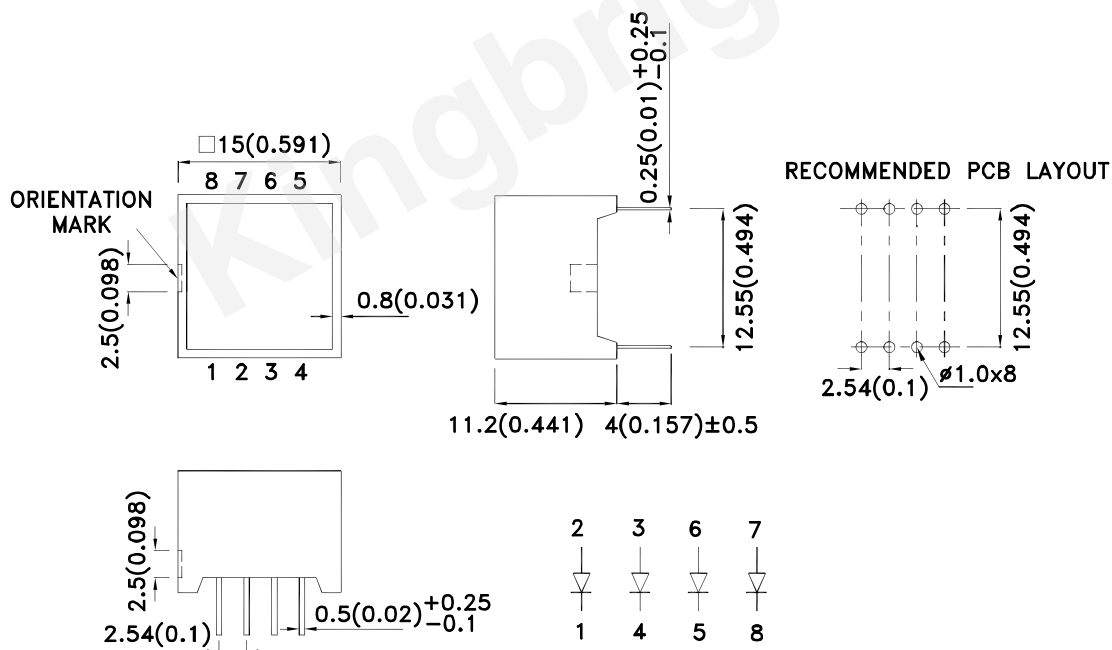 Kingbrig
□15(0.591)
8 7 6 5
ORIENTATION
MARK
2.5(0.098)
0.8(0.031)
1 2 3 4
0.25(0.01)+0.25
-0.1
12.55(0.494)
11.2(0.441) 4(0.157)±0.5
RECOMMENDED PCB LAYOUT
12.55(0.494)
2.54(0.1)
ø1.0x8
2.5(0.098)
2.54(0.1)
0.5(0.02)+0.25
-0.1
2 3 6 7
1 4 5 8